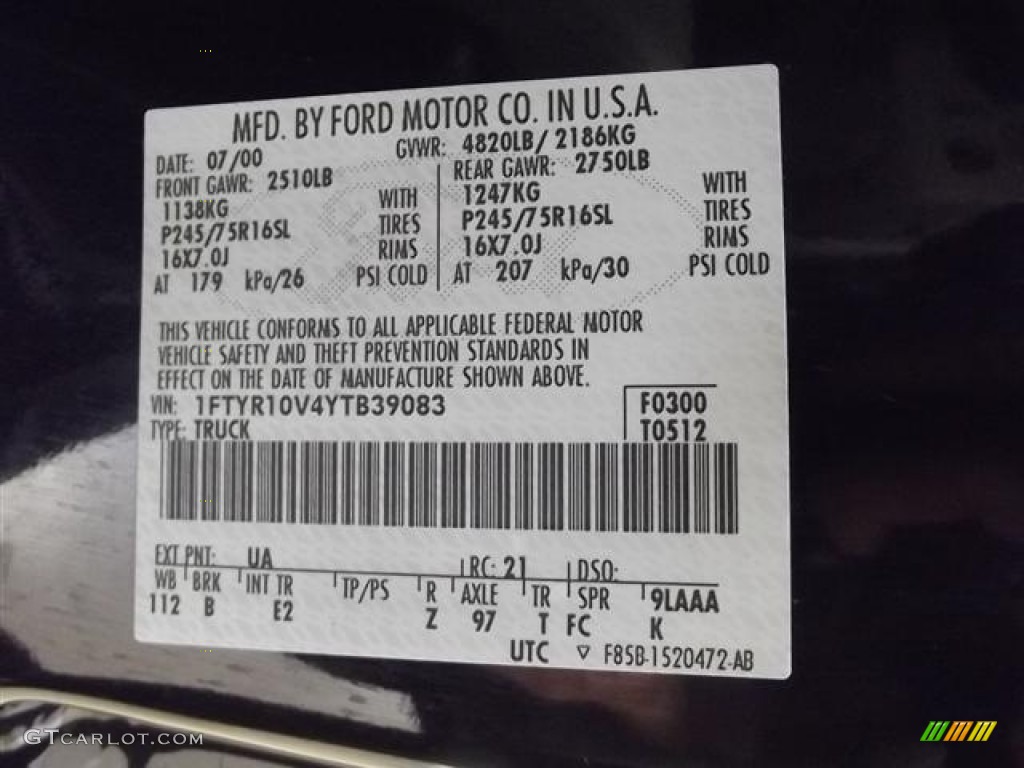 MFD. BY FORD MOTOR CO. IN U.S.A.
DATE: 07/00 GVWR: 4820LB/ 2186KG
FRONT GAWR: 2510LB REAR GAWR: 2750LB
1138KG WITH 1247KG WITH
P245/75R16SL TIRES P245/75R16SL TIRES
16X7.0J RIMS 16X7.0J RIMS
AT 179 kPa/26 PSI COLD AT 207 kPa/30 PSI COLD
THIS VEHICLE CONFORMS TO ALL APPLICABLE FEDERAL MOTOR
VEHICLE SAFETY AND THEFT PREVENTION STANDARDS IN
EFFECT ON THE DATE OF MANUFACTURE SHOWN ABOVE.
VIN: 1FTYR10V4YTB39083 F0300
TYPE: TRUCK T0512
EXT PNT: UA RC: 21 DSO:
WB BRK INT TR TP/PS R AXLE TR SPR 9LAAA
112 B E2 Z 97 T FC K
UTC ▽ F85B-1520472-AB
GTCARLOT.COM